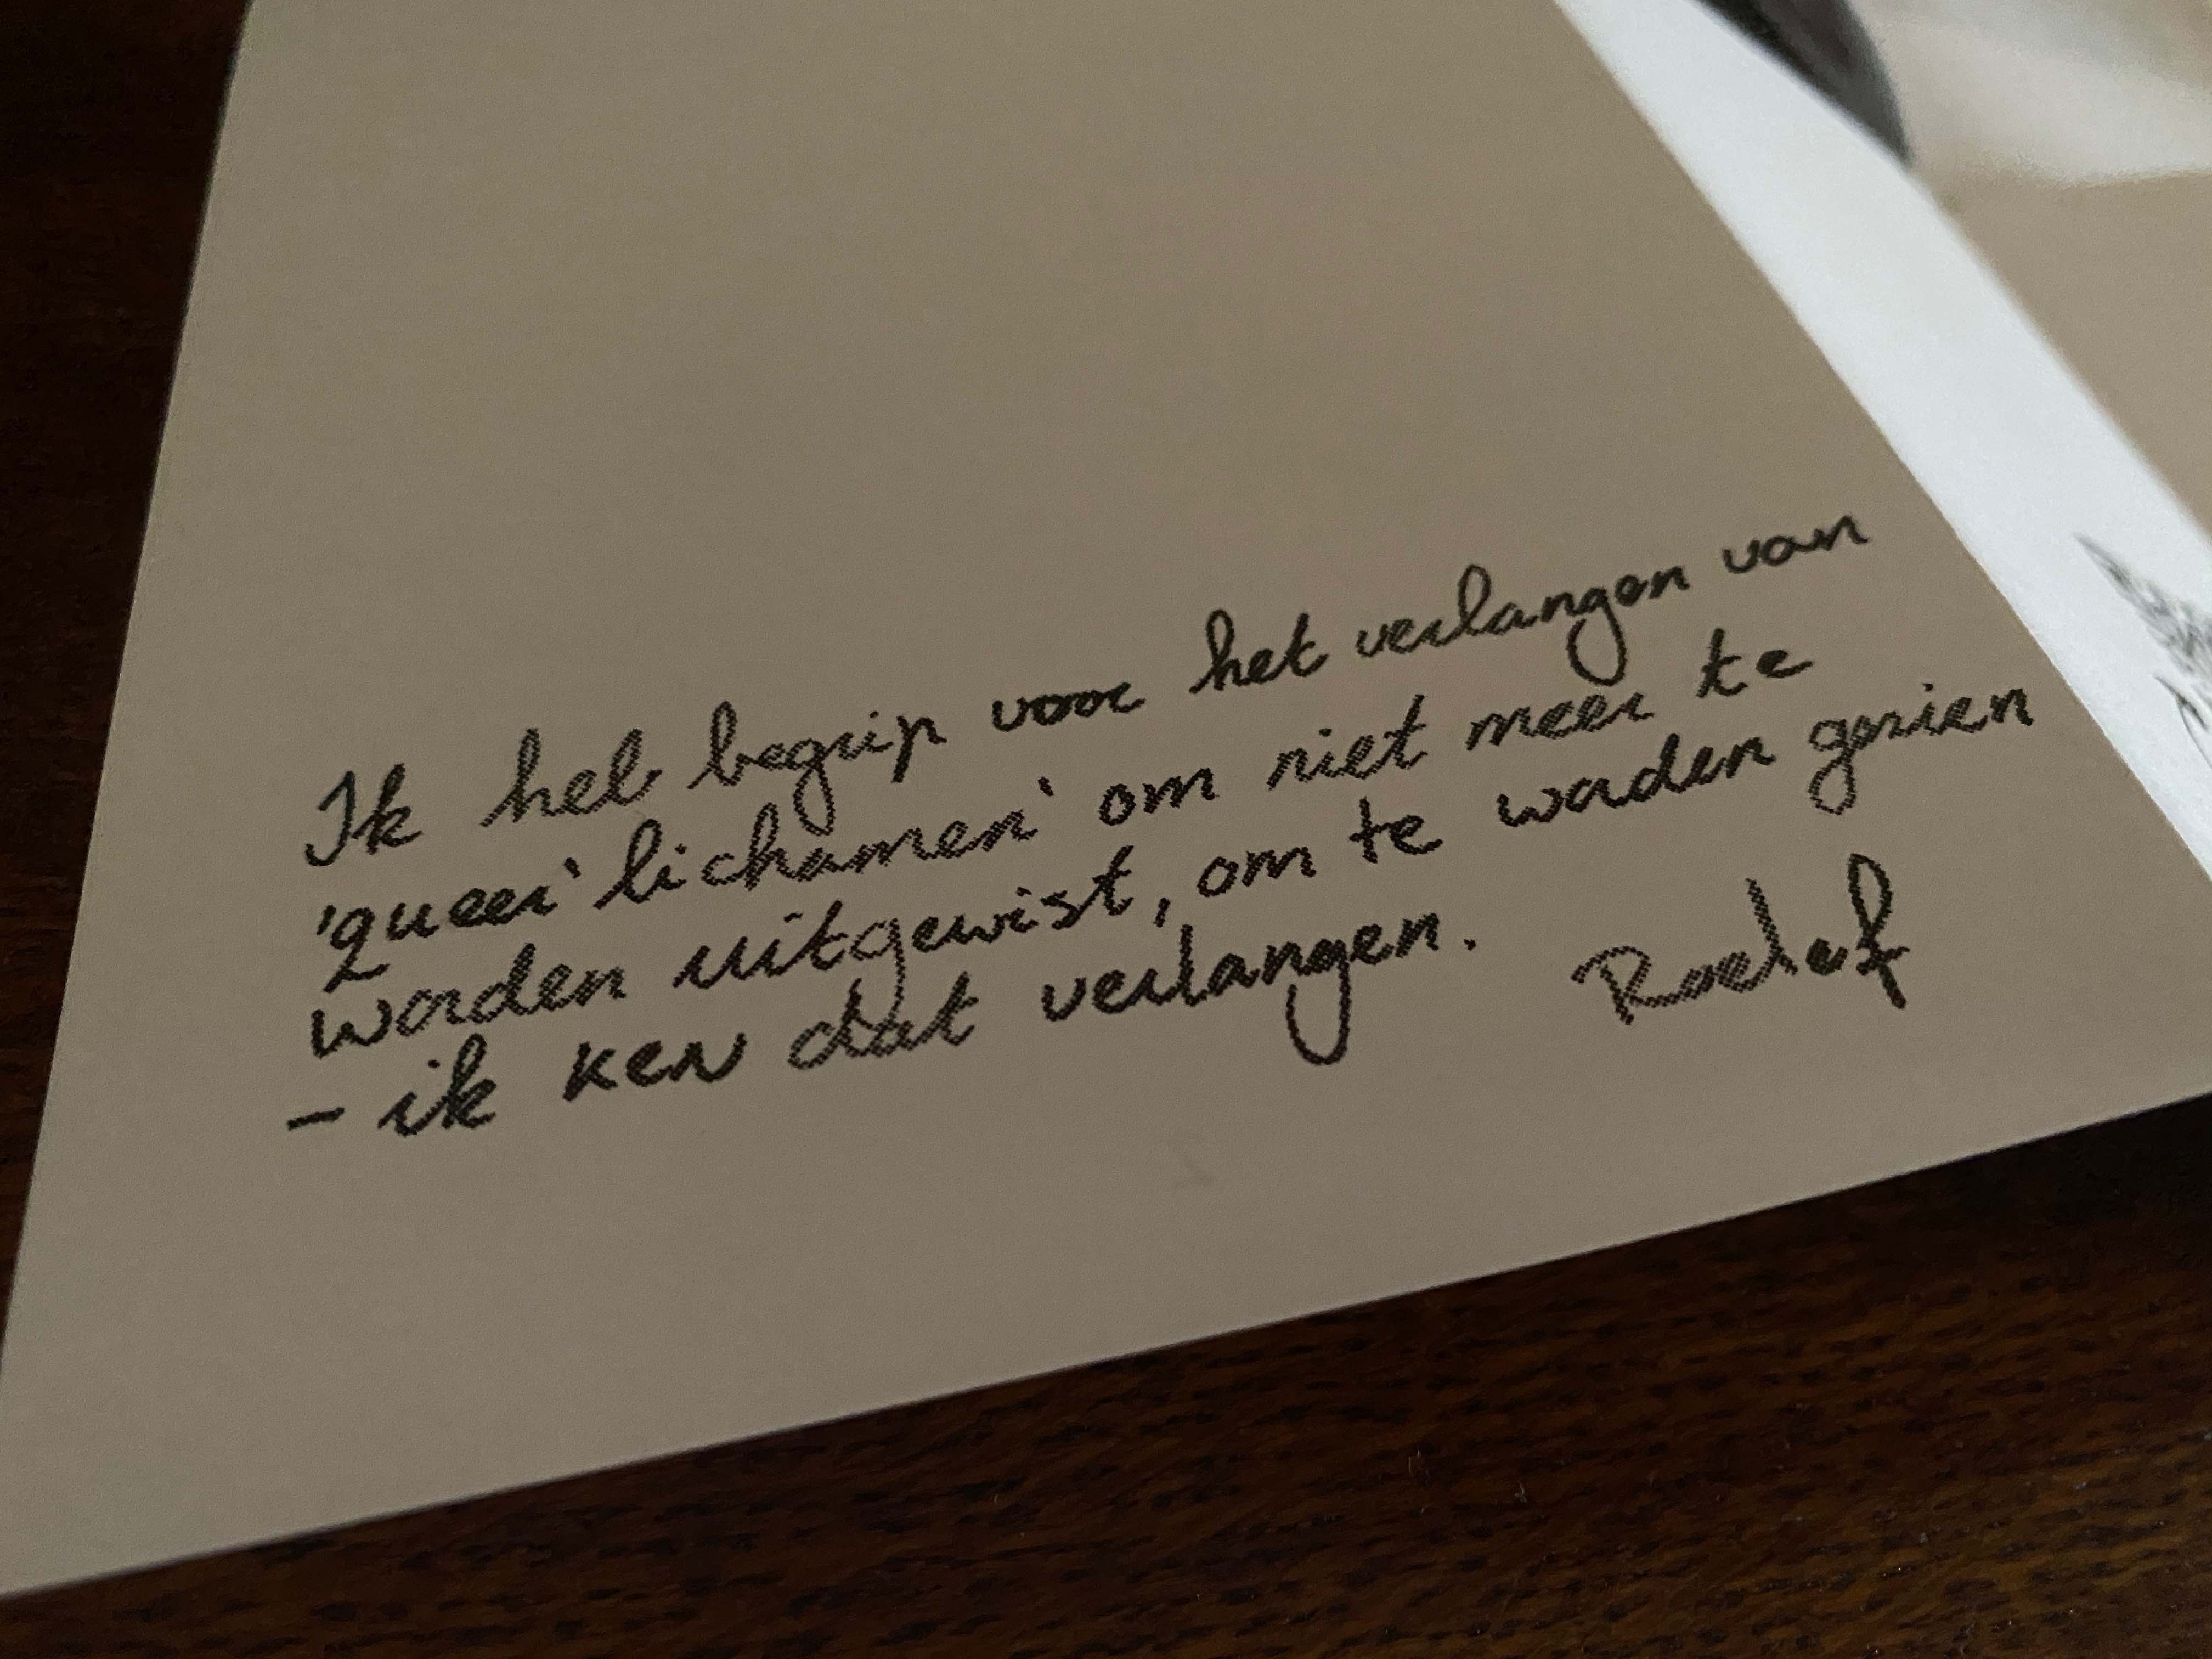 Ik heb begrip voor het verlangen van
'queer' lichamen' om niet meer te
worden uitgewist, om te worden gezien
- ik ken dat verlangen. Roelof